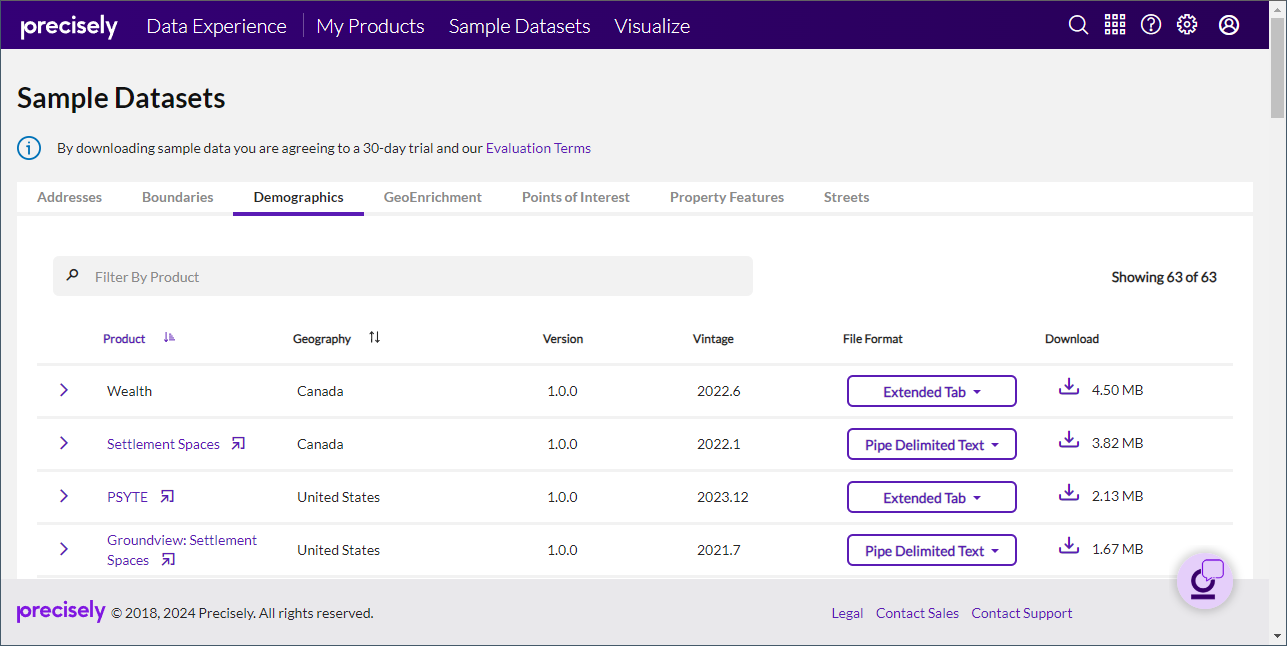 precisely Data Experience My Products Sample Datasets Visualize
Sample Datasets
By downloading sample data you are agreeing to a 30-day trial and our Evaluation Terms
Addresses Boundaries Demographics GeoEnrichment Points of Interest Property Features Streets
Filter By Product Showing 63 of 63
Product Geography Version Vintage File Format Download
Wealth Canada 1.0.0 2022.6 Extended Tab 4.50 MB
Settlement Spaces Canada 1.0.0 2022.1 Pipe Delimited Text 3.82 MB
PSYTE United States 1.0.0 2023.12 Extended Tab 2.13 MB
Groundview: Settlement
Spaces United States 1.0.0 2021.7 Pipe Delimited Text 1.67 MB
precisely © 2018, 2024 Precisely. All rights reserved. Legal Contact Sales Contact Support